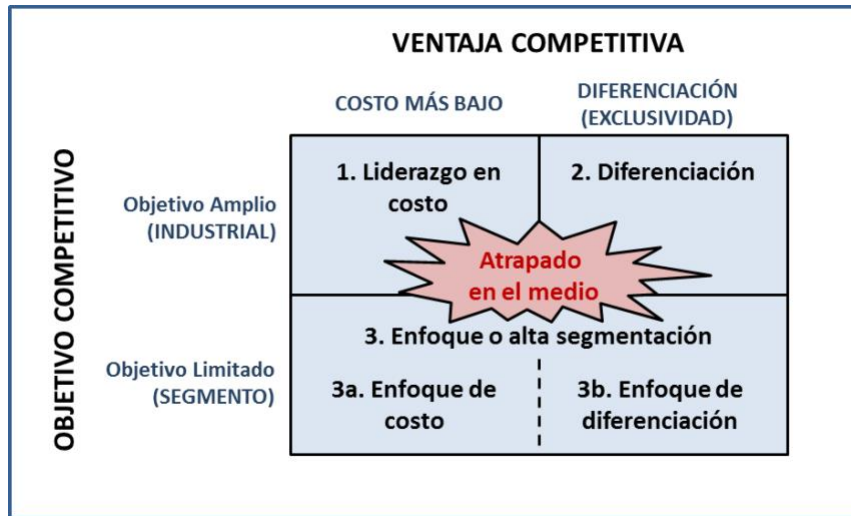 VENTAJA COMPETITIVA
COSTO MÁS BAJO
DIFERENCIACIÓN
(EXCLUSIVIDAD)
OBJETIVO COMPETITIVO
Objetivo Amplio
(INDUSTRIAL)
1. Liderazgo en
costo
2. Diferenciación
Atrapado
en el medio
Objetivo Limitado
(SEGMENTO)
3. Enfoque o alta segmentación
3a. Enfoque de
costo
3b. Enfoque de
diferenciación